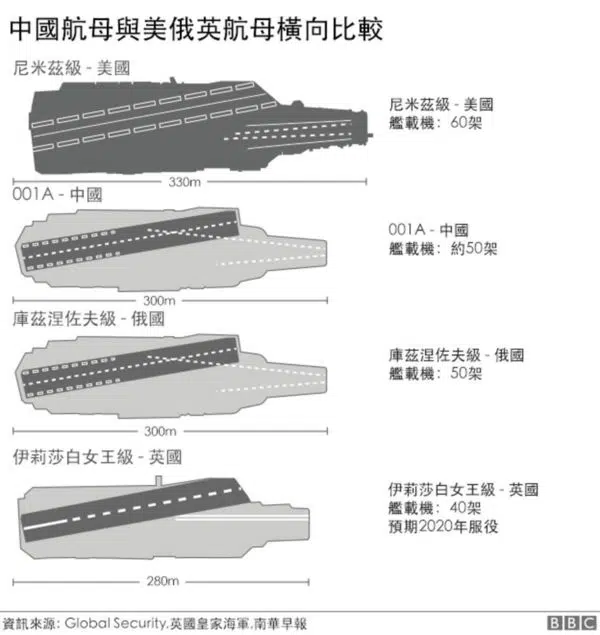 中國航母與美俄英航母橫向比較
尼米茲級 - 美國
尼米茲級 - 美國
艦載機：60架
330m
001A - 中國
001A - 中國
艦載機：約50架
300m
庫茲涅佐夫級 - 俄國
庫茲涅佐夫級 - 俄國
艦載機：50架
300m
伊莉莎白女王級 - 英國
伊莉莎白女王級 - 英國
艦載機：40架
預期2020年服役
280m
資訊來源: Global Security,英國皇家海軍,南華早報
BBC